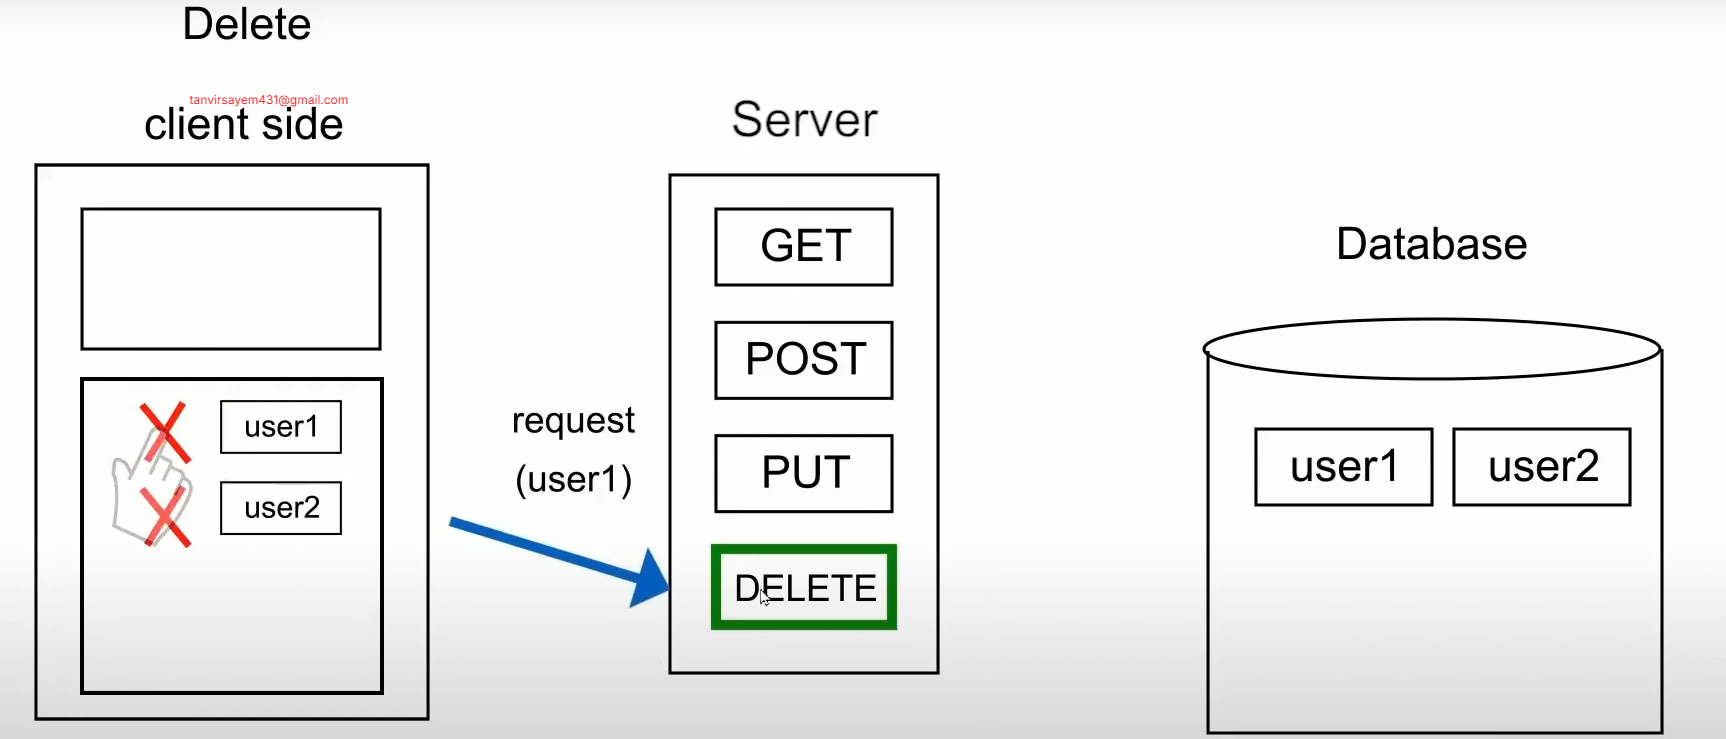 Delete
tanvirsayem431@gmail.com
client side
user1
user2
request
(user1)
Server
GET
POST
PUT
DELETE
Database
user1
user2